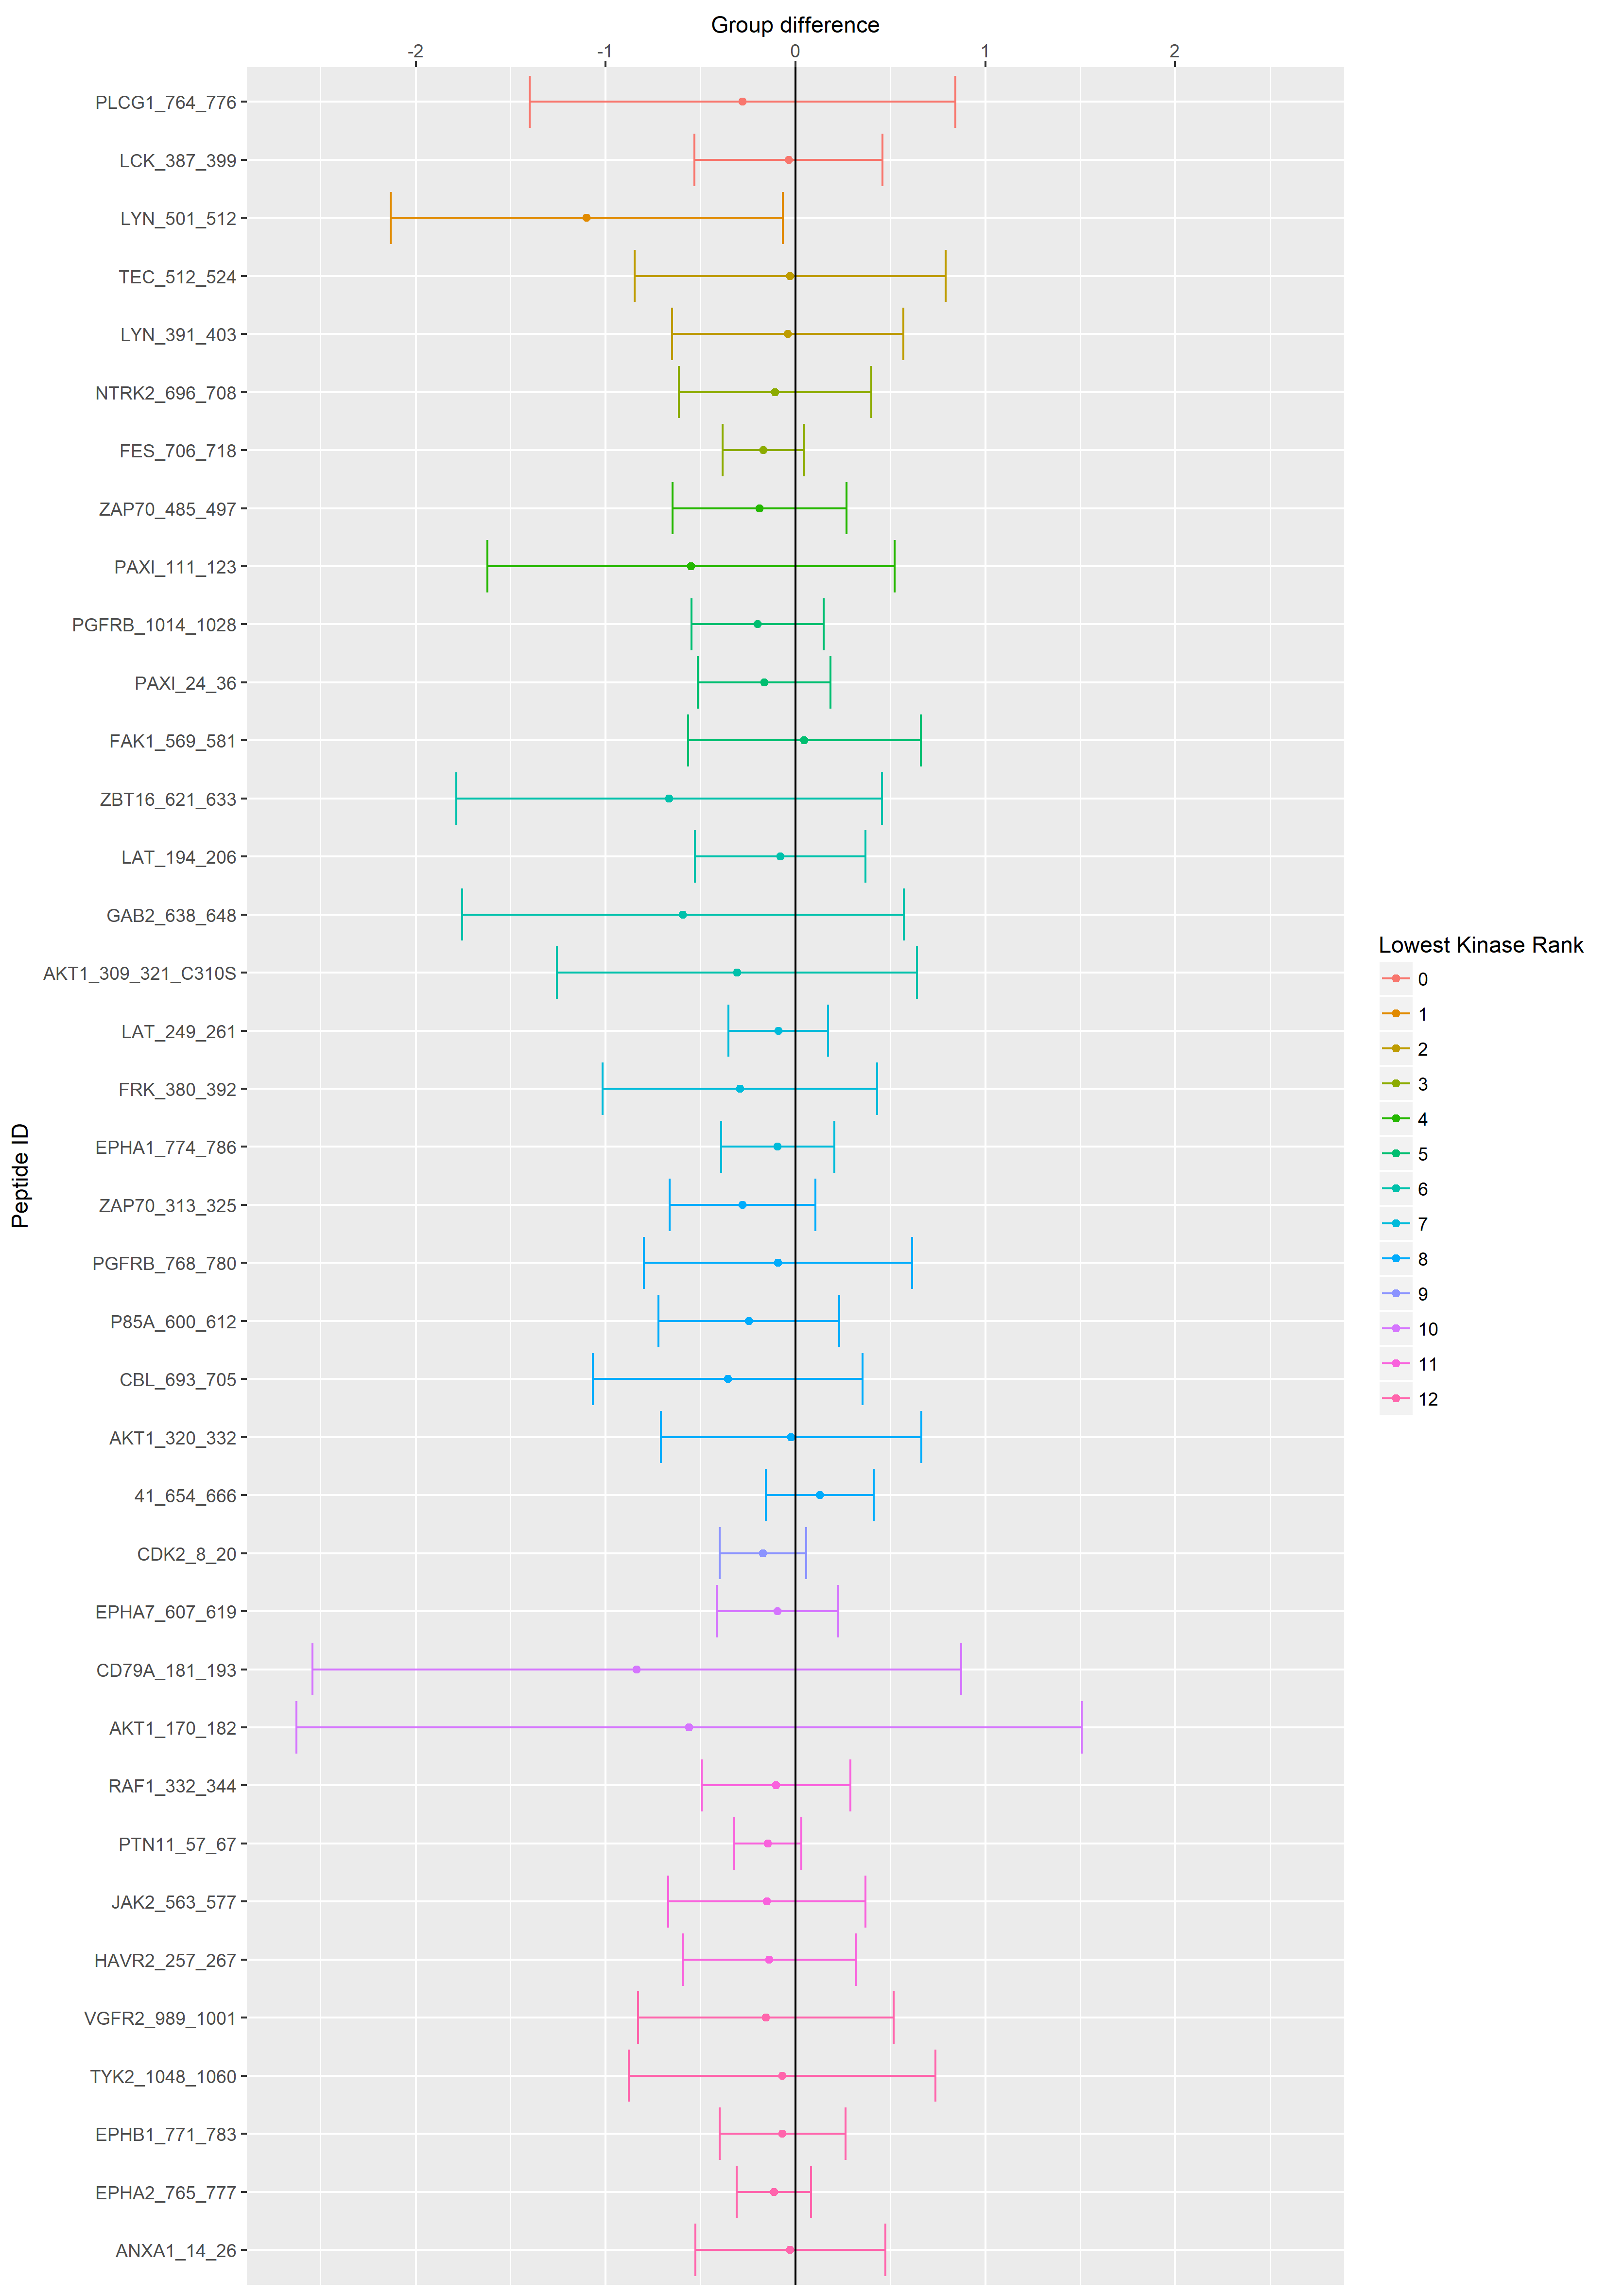 Group difference
-2 -1 0 1 2
PLCG1_764_776
LCK_387_399
LYN_501_512
TEC_512_524
LYN_391_403
NTRK2_696_708
FES_706_718
ZAP70_485_497
PAXI_111_123
PGFRB_1014_1028
PAXI_24_36
FAK1_569_581
ZBT16_621_633
LAT_194_206
GAB2_638_648
AKT1_309_321_C310S
LAT_249_261
FRK_380_392
EPHA1_774_786
ZAP70_313_325
PGFRB_768_780
P85A_600_612
CBL_693_705
AKT1_320_332
41_654_666
CDK2_8_20
EPHA7_607_619
CD79A_181_193
AKT1_170_182
RAF1_332_344
PTN11_57_67
JAK2_563_577
HAVR2_257_267
VGFR2_989_1001
TYK2_1048_1060
EPHB1_771_783
EPHA2_765_777
ANXA1_14_26
Peptide ID
Lowest Kinase Rank
0
1
2
3
4
5
6
7
8
9
10
11
12